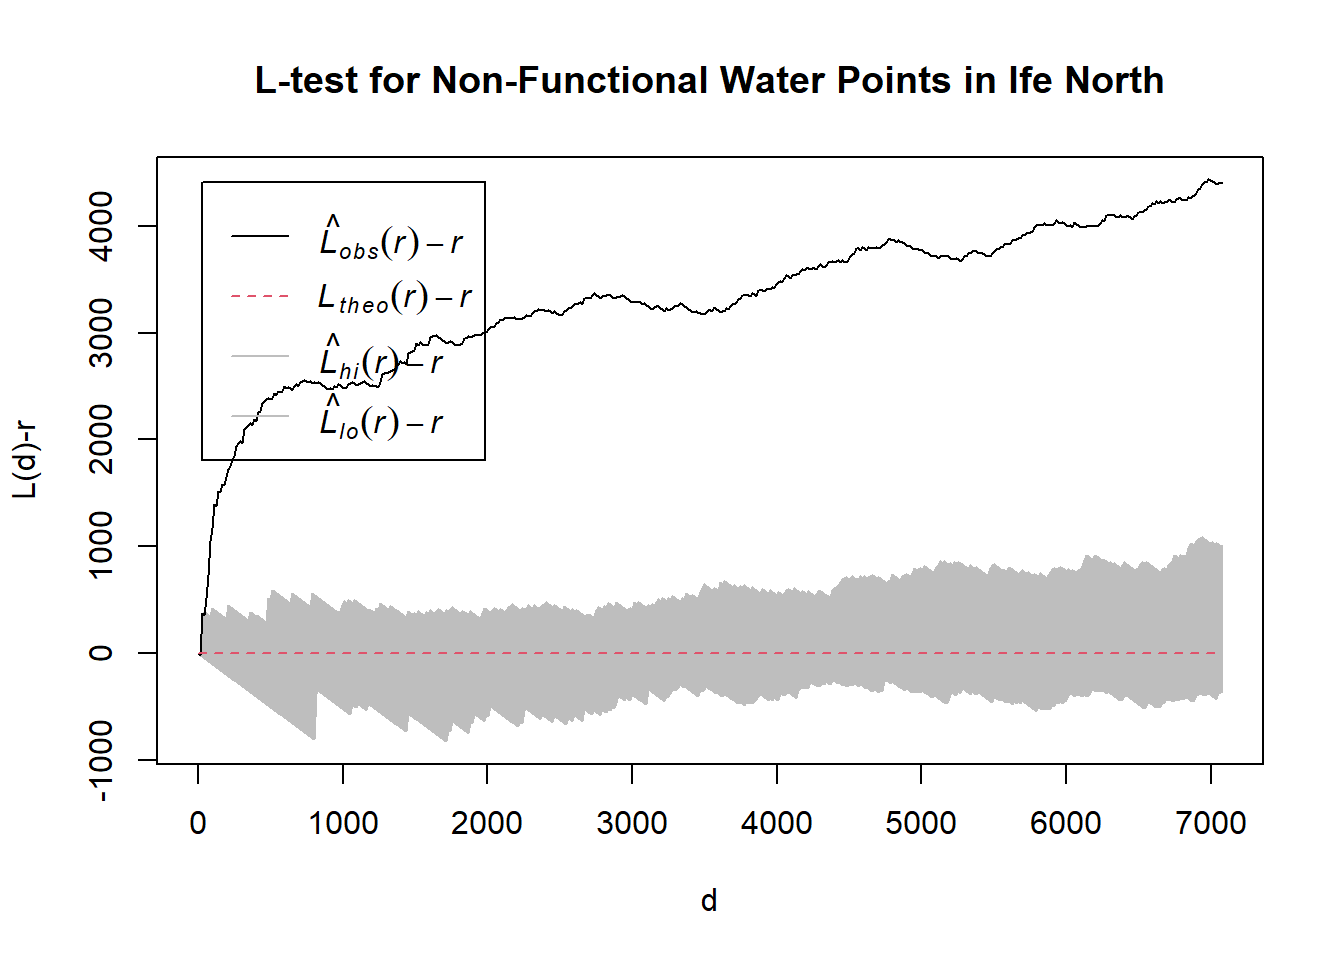 L-test for Non-Functional Water Points in Ife North
L̂obs(r) − r
Ltheo(r) − r
L̂hi(r) − r
L̂lo(r) − r
L(d)-r
4000
3000
2000
1000
0
-1000
0 1000 2000 3000 4000 5000 6000 7000
d